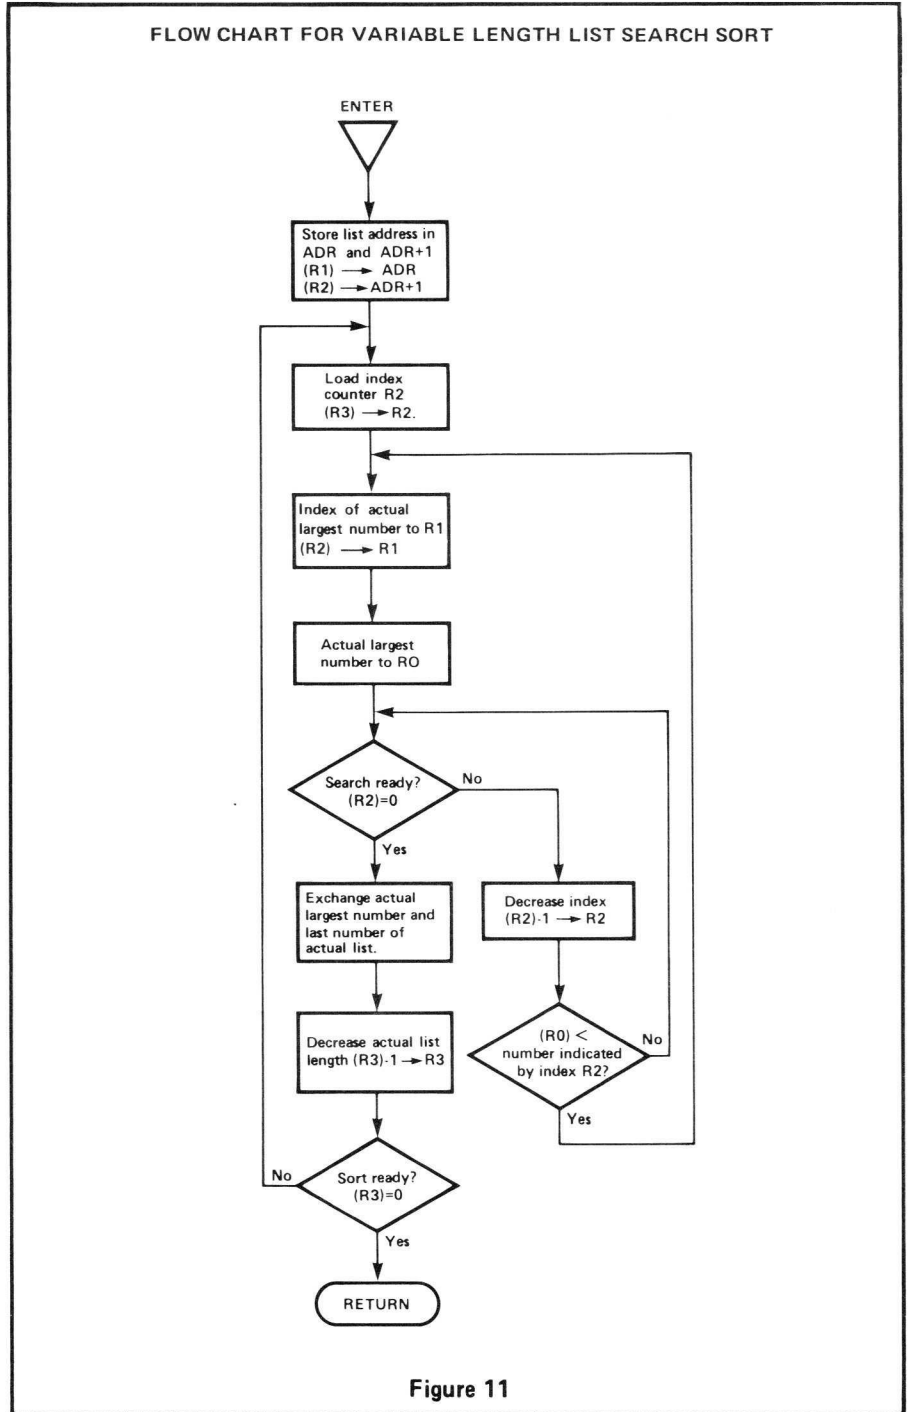 FLOW CHART FOR VARIABLE LENGTH LIST SEARCH SORT
ENTER
Store list address in
ADR and ADR+1
(R1) → ADR
(R2) → ADR+1
Load index
counter R2
(R3) → R2.
Index of actual
largest number to R1
(R2) → R1
Actual largest
number to RO
Search ready?
(R2)=0
No
Yes
Exchange actual
largest number and
last number of
actual list.
Decrease index
(R2)-1 → R2
Decrease actual list
length (R3)-1 → R3
(RO) <
number indicated
by index R2?
No
Yes
Sort ready?
(R3)=0
No
Yes
RETURN
Figure 11